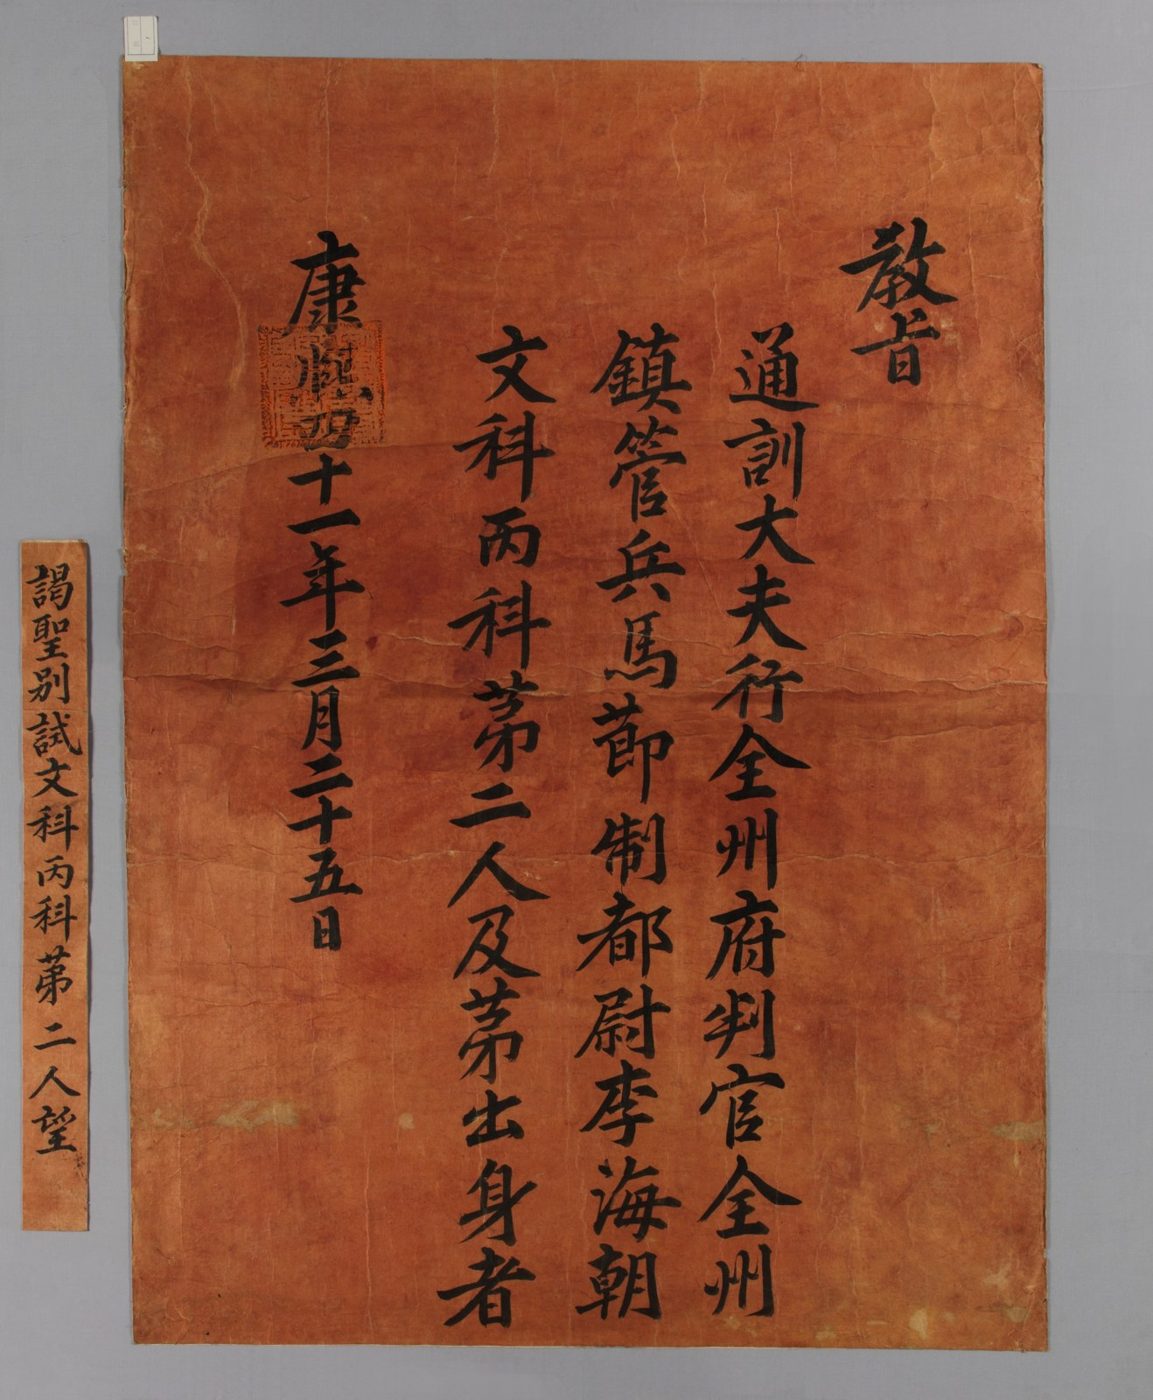 敎旨
通訓大夫行全州府判官全州
鎮管兵馬節制都尉李海朝
文科丙科第二人及第出身者
康熙四十一年三月二十五日
謁聖別試文科丙科第二人望